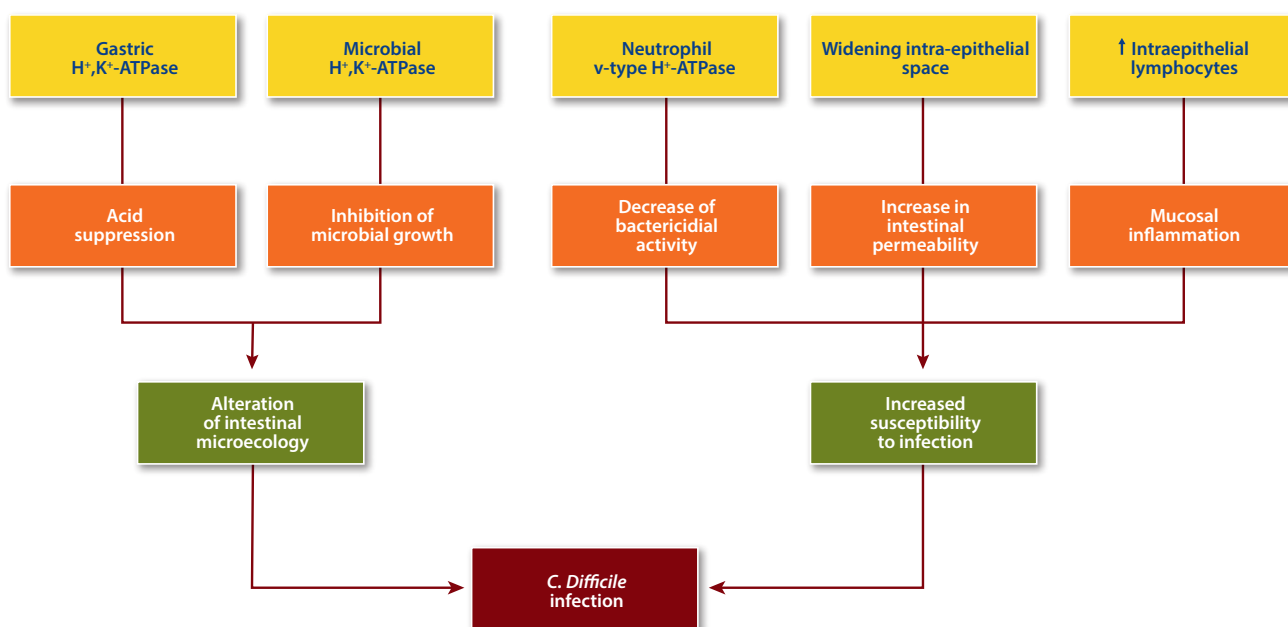 Gastric
H⁺,K⁺-ATPase
Microbial
H⁺,K⁺-ATPase
Neutrophil
v-type H⁺-ATPase
Widening intra-epithelial
space
↑ Intraepithelial
lymphocytes
Acid
suppression
Inhibition of
microbial growth
Decrease of
bactericidial
activity
Increase in
intestinal
permeability
Mucosal
inflammation
Alteration
of intestinal
microecology
Increased
susceptibility
to infection
C. Difficile
infection